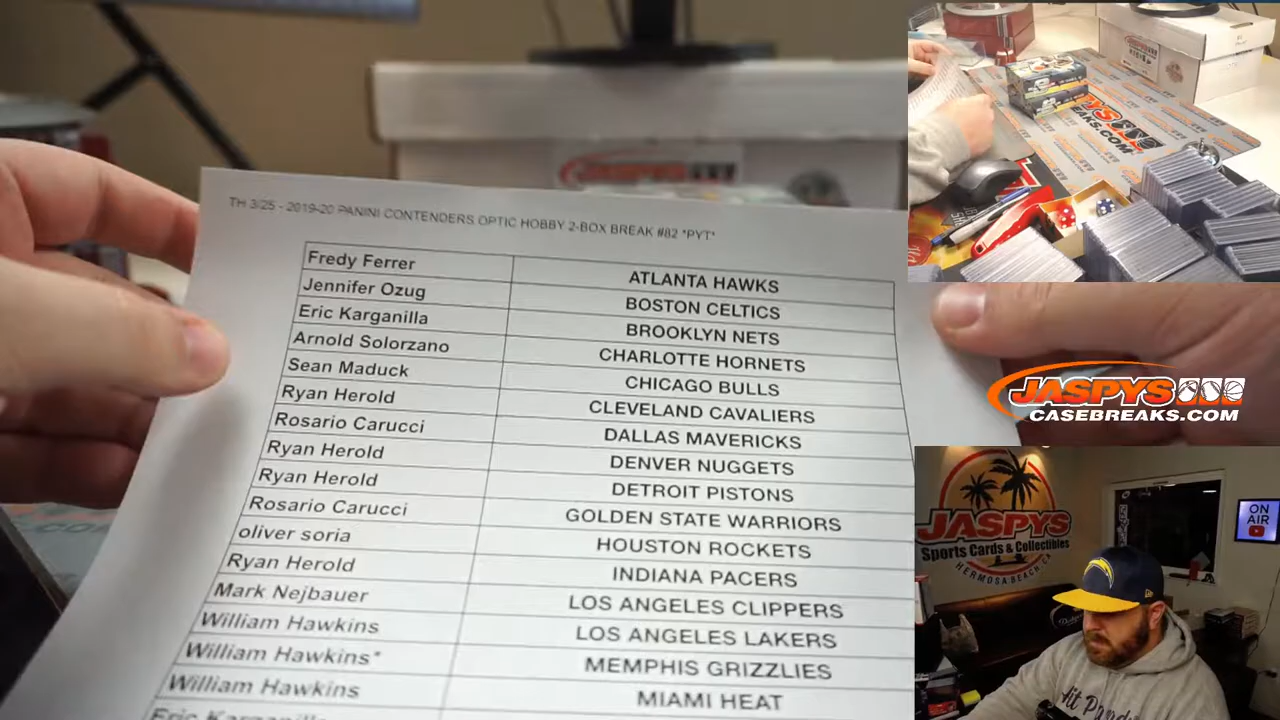 TH 3/25 - 2019-20 PANINI CONTENDERS OPTIC HOBBY 2-BOX BREAK #82 *PYT*
Fredy Ferrer ATLANTA HAWKS
Jennifer Ozug BOSTON CELTICS
Eric Karganilla BROOKLYN NETS
Arnold Solorzano CHARLOTTE HORNETS
Sean Maduck CHICAGO BULLS
Ryan Herold CLEVELAND CAVALIERS
Rosario Carucci DALLAS MAVERICKS
Ryan Herold DENVER NUGGETS
Ryan Herold DETROIT PISTONS
Rosario Carucci GOLDEN STATE WARRIORS
oliver soria HOUSTON ROCKETS
Ryan Herold INDIANA PACERS
Mark Nejbauer LOS ANGELES CLIPPERS
William Hawkins LOS ANGELES LAKERS
William Hawkins* MEMPHIS GRIZZLIES
William Hawkins MIAMI HEAT
Eric Karganilla
JASPYS
JASPYS
CASEBREAKS.COM
JASPYS
Sports Cards & Collectibles
HERMOSA BEACH, CA
ON
AIR